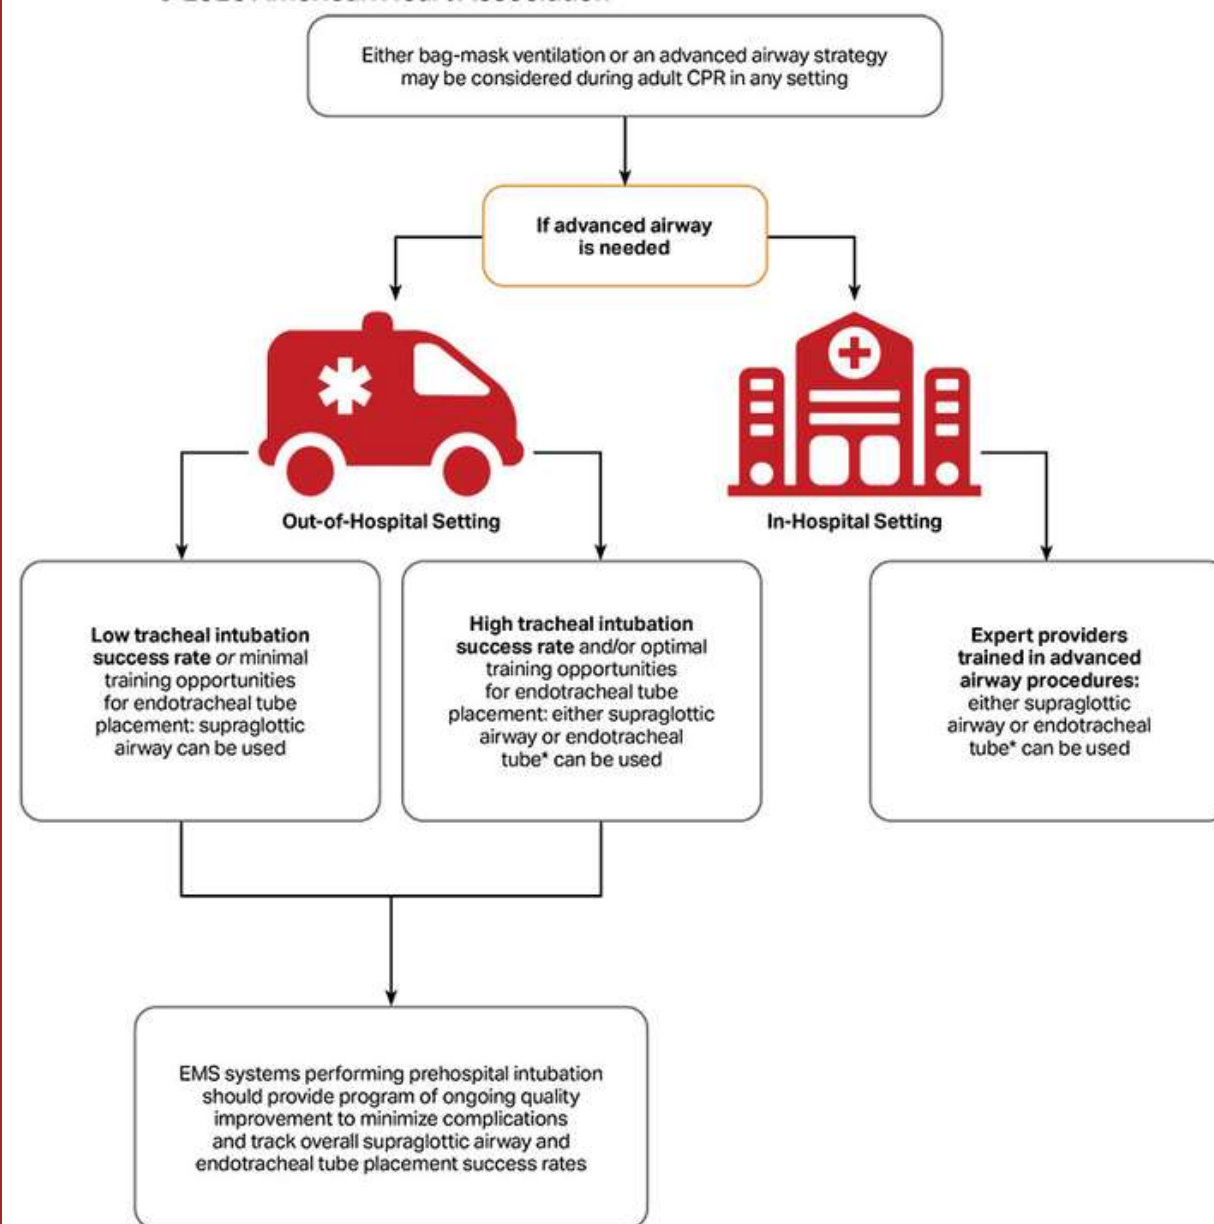 American Heart Association
Either bag-mask ventilation or an advanced airway strategy
may be considered during adult CPR in any setting
If advanced airway
is needed
Out-of-Hospital Setting
In-Hospital Setting
Low tracheal intubation
success rate or minimal
training opportunities
for endotracheal tube
placement: supraglottic
airway can be used
High tracheal intubation
success rate and/or optimal
training opportunities
for endotracheal tube
placement: either supraglottic
airway or endotracheal
tube* can be used
Expert providers
trained in advanced
airway procedures:
either supraglottic
airway or endotracheal
tube* can be used
EMS systems performing prehospital intubation
should provide program of ongoing quality
improvement to minimize complications
and track overall supraglottic airway and
endotracheal tube placement success rates